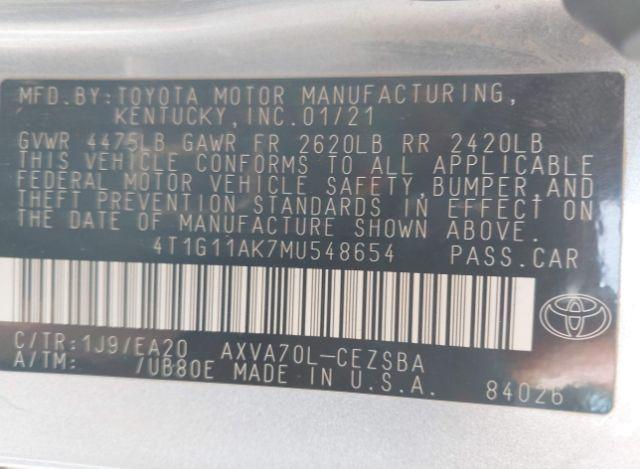 MFD.BY:TOYOTA MOTOR MANUFACTURING,
KENTUCKY,INC.01/21
GVWR 4475LB GAWR FR 2620LB RR 2420LB
THIS VEHICLE CONFORMS TO ALL APPLICABLE
FEDERAL MOTOR VEHICLE SAFETY,BUMPER,AND
THEFT PREVENTION STANDARDS IN EFFECT ON
THE DATE OF MANUFACTURE SHOWN ABOVE.
4T1G11AK7MU548654 PASS.CAR
C/TR:1J9/EA20 AXVA70L-CEZSBA
A/TM: /UB80E MADE IN U.S.A. 84026